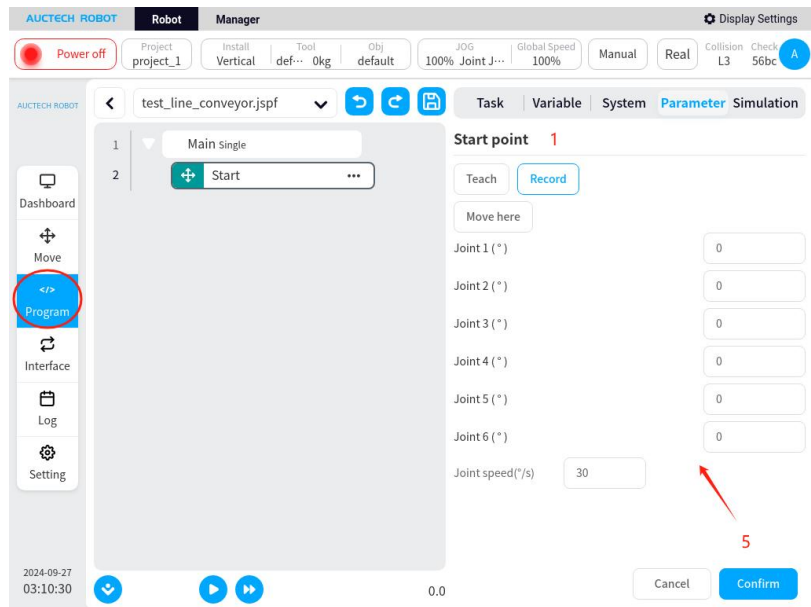 AUCTECH ROBOT Robot Manager Display Settings
Power off Project Install Tool Obj JOG Global Speed Manual Real Collision Check A
project_1 Vertical def··· 0kg default 100% Joint J··· 100% L3 56bc
AUCTECH ROBOT test_line_conveyor.jspf Task Variable System Parameter Simulation
1 Main Single
2 Start ···
Start point 1
Teach Record
Move here
Joint 1 (°) 0
Joint 2 (°) 0
Joint 3 (°) 0
Joint 4 (°) 0
Joint 5 (°) 0
Joint 6 (°) 0
Joint speed(°/s) 30
5
Dashboard
Move
</>
Program
Interface
Log
Setting
2024-09-27
03:10:30
0.0
Cancel Confirm